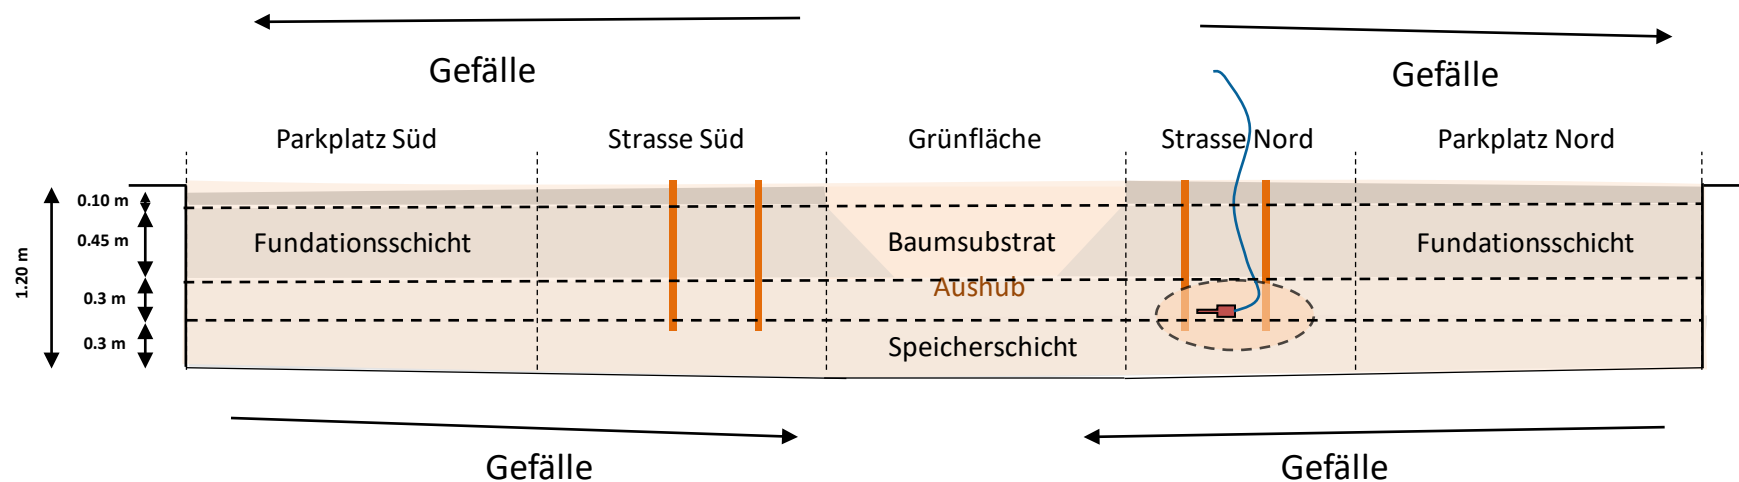 Gefälle
Gefälle
Parkplatz Süd
Strasse Süd
Grünfläche
Strasse Nord
Parkplatz Nord
0.10 m
0.45 m
0.3 m
0.3 m
1.20 m
Fundationsschicht
Baumsubstrat
Fundationsschicht
Aushub
Speicherschicht
Gefälle
Gefälle